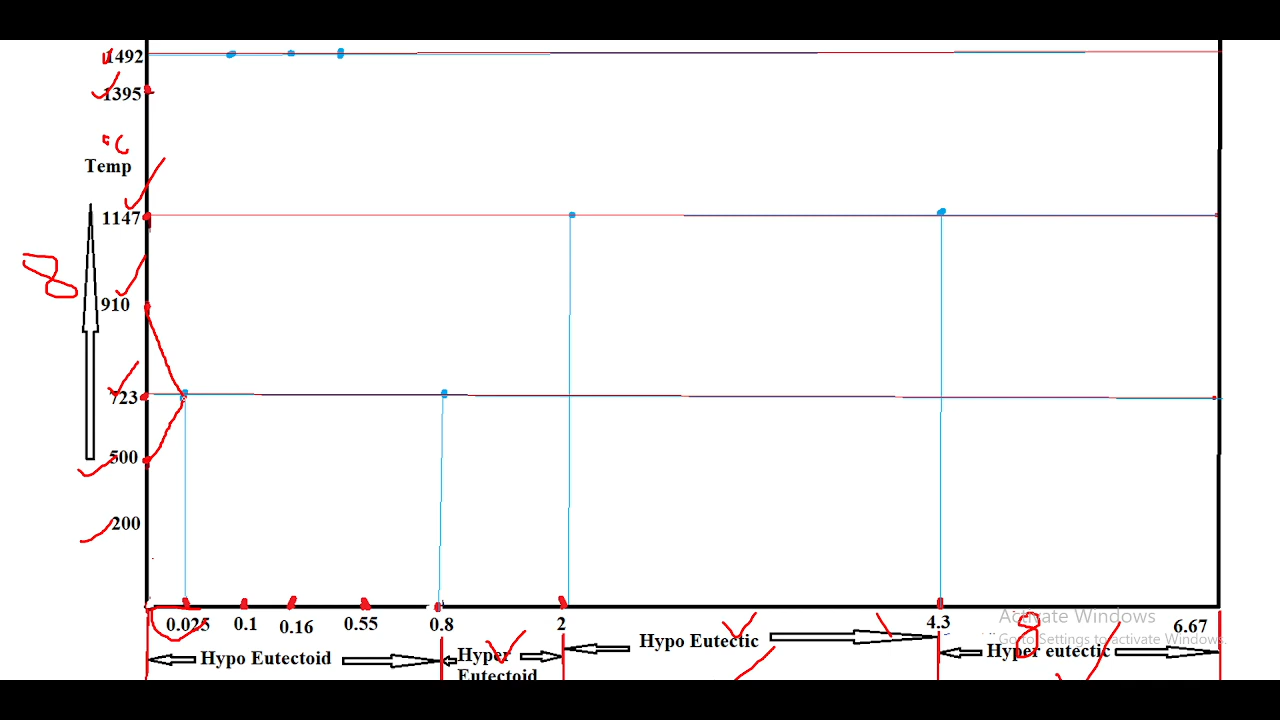 1492
1395
°C
Temp
1147
910
8
723
500
200
0.025 0.1 0.16 0.55 0.8 2 4.3 6.67
8
Activate Windows
Go to Settings to activate Windows.
Hypo Eutectoid
Hyper
Eutectoid
Hypo Eutectic
Hyper eutectic